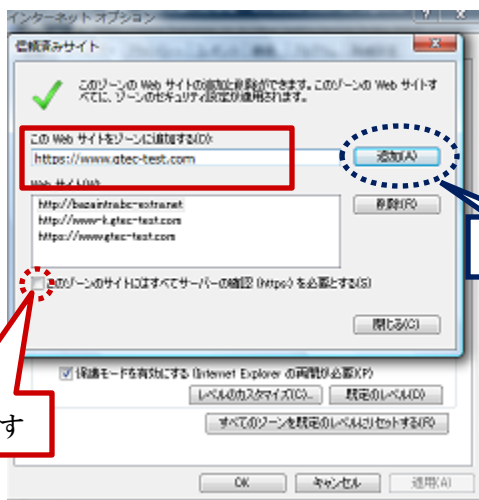 インターネット オプション
信頼済みサイト
このゾーンの Web サイトの追加と削除ができます。このゾーンの Web サイトす
べてに、ゾーンのセキュリティ設定が適用されます。
この Web サイトをゾーンに追加する(D):
https://www.gtec-test.com
追加(A)
Web サイト(W):
http://www-k.gtec-test.com
https://www.gtec-test.com
削除(R)
このゾーンのサイトにはすべてサーバーの確認 (https:) を必要とする(S)
閉じる(C)
保護モードを有効にする (Internet Explorer の再開が必要)(P)
レベルのカスタマイズ(C)...
既定のレベル(D)
す
すべてのゾーンを既定のレベルにリセットする(R)
OK
キャンセル
適用(A)